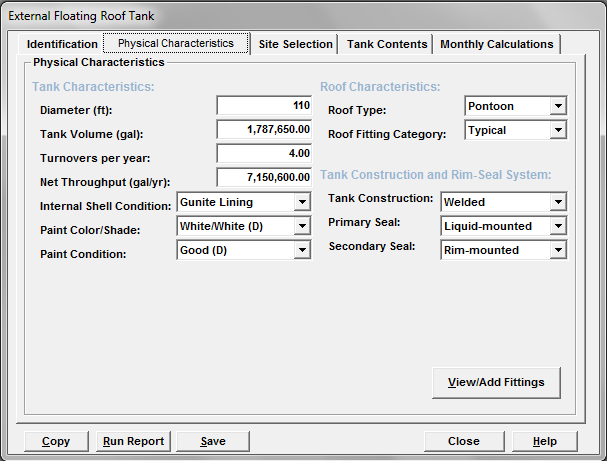 External Floating Roof Tank
Identification Physical Characteristics Site Selection Tank Contents Monthly Calculations
Physical Characteristics
Tank Characteristics:
Diameter (ft): 110
Tank Volume (gal): 1,787,650.00
Turnovers per year: 4.00
Net Throughput (gal/yr): 7,150,600.00
Internal Shell Condition: Gunite Lining
Paint Color/Shade: White/White (D)
Paint Condition: Good (D)
Roof Characteristics:
Roof Type: Pontoon
Roof Fitting Category: Typical
Tank Construction and Rim-Seal System:
Tank Construction: Welded
Primary Seal: Liquid-mounted
Secondary Seal: Rim-mounted
View/Add Fittings
Copy Run Report Save Close Help